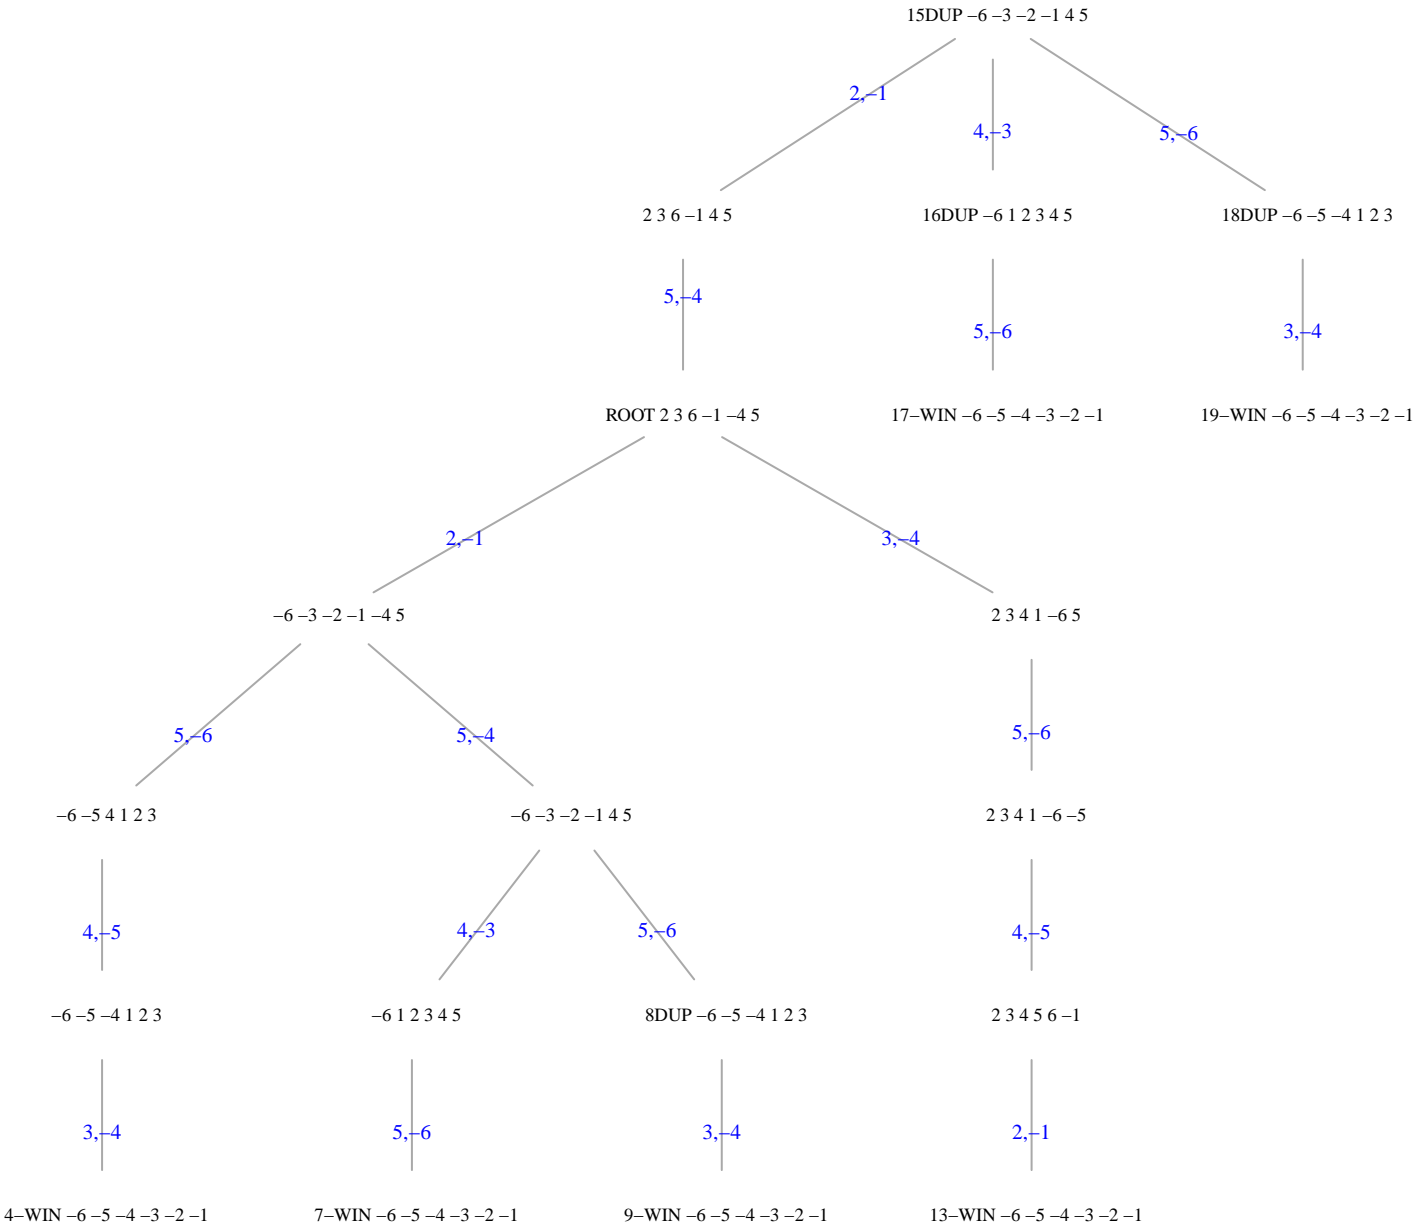 15DUP –6 –3 –2 –1 4 5
2,–1
4,–3
5,–6
2 3 6 –1 4 5
16DUP –6 1 2 3 4 5
18DUP –6 –5 –4 1 2 3
5,–4
5,–6
3,–4
ROOT 2 3 6 –1 –4 5
17–WIN –6 –5 –4 –3 –2 –1
19–WIN –6 –5 –4 –3 –2 –1
2,–1
3,–4
–6 –3 –2 –1 –4 5
2 3 4 1 –6 5
5,–6
5,–4
5,–6
–6 –5 4 1 2 3
–6 –3 –2 –1 4 5
2 3 4 1 –6 –5
4,–5
4,–3
5,–6
4,–5
–6 –5 –4 1 2 3
–6 1 2 3 4 5
8DUP –6 –5 –4 1 2 3
2 3 4 5 6 –1
3,–4
5,–6
3,–4
2,–1
4–WIN –6 –5 –4 –3 –2 –1
7–WIN –6 –5 –4 –3 –2 –1
9–WIN –6 –5 –4 –3 –2 –1
13–WIN –6 –5 –4 –3 –2 –1